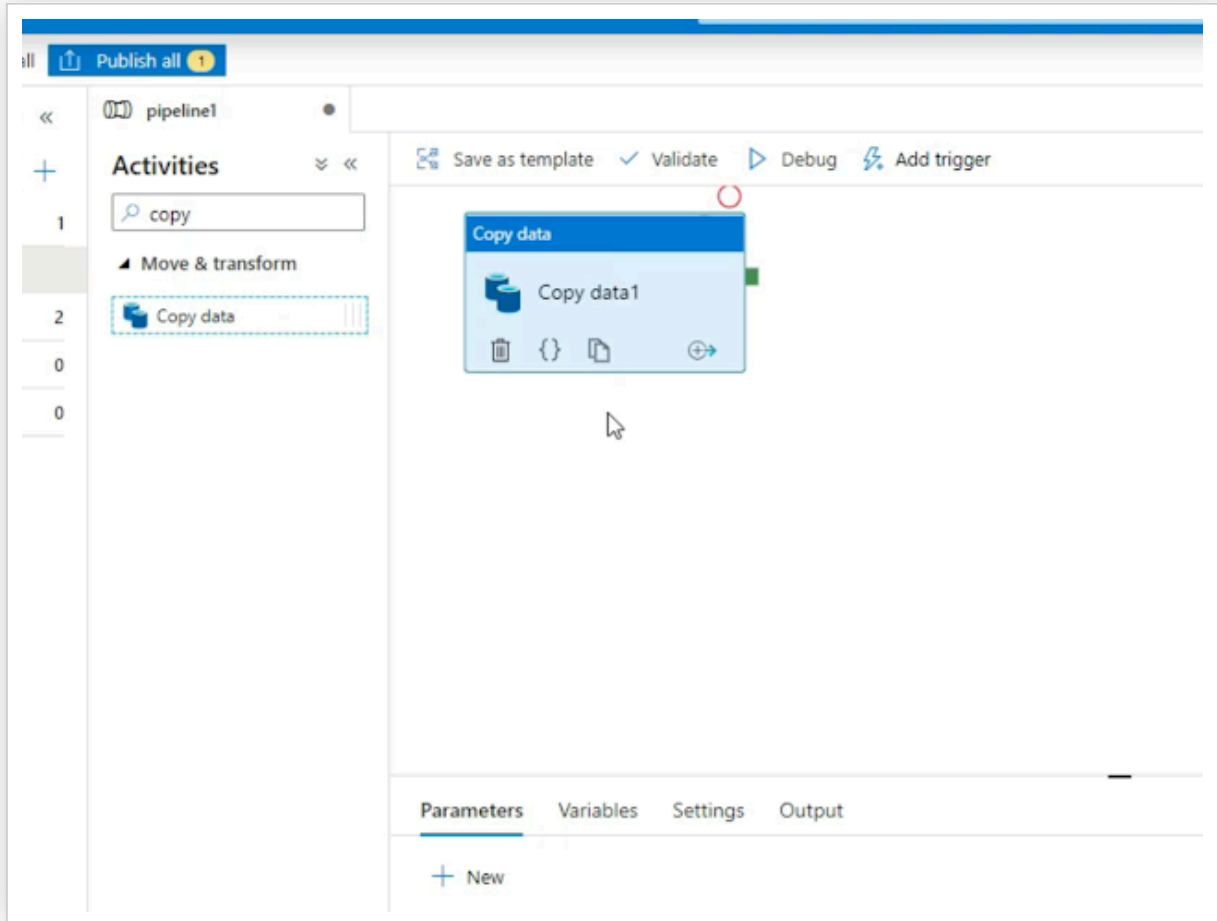 all
Publish all 1
pipeline1
Activities
copy
Move & transform
Copy data
1
2
0
0
Save as template
Validate
Debug
Add trigger
Copy data
Copy data1
{}
Parameters
Variables
Settings
Output
New